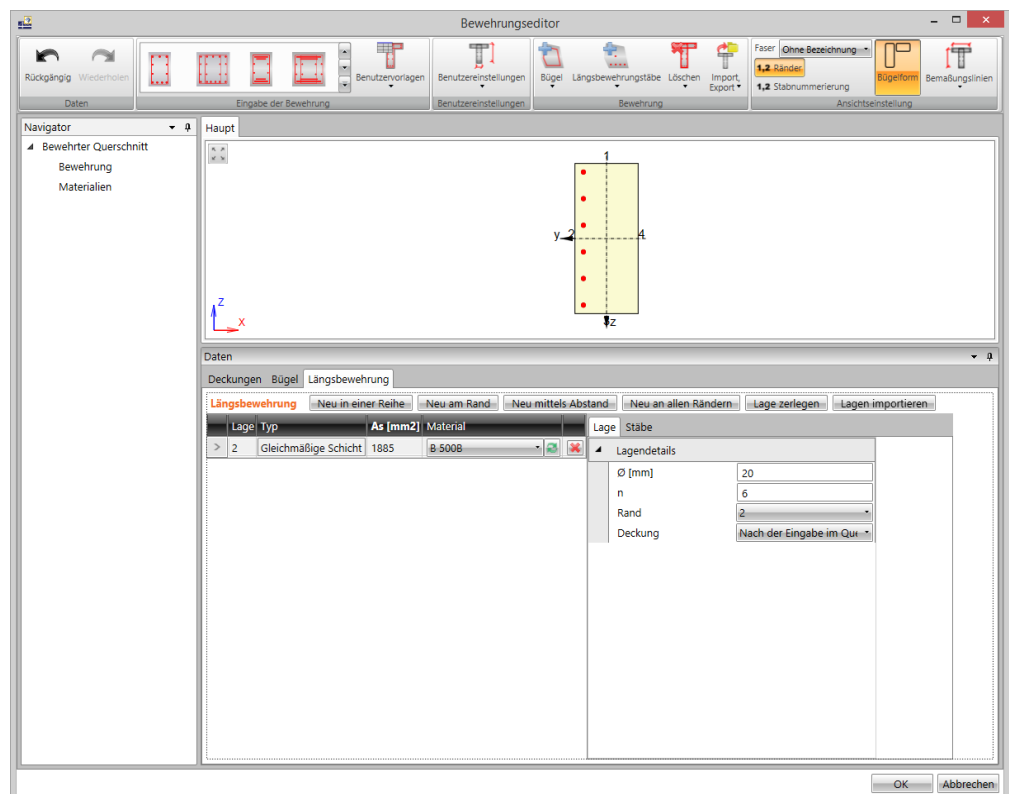 Bewehrungseditor
Rückgängig Wiederholen
Daten
Eingabe der Bewehrung
Benutzervorlagen
Benutzereinstellungen
Benutzereinstellungen
Bügel Längsbewehrungstäbe Löschen Import, Export
Bewehrung
Faser Ohne Bezeichnung
1,2 Ränder
1,2 Stabnummerierung
Bügelform Bemaßungslinien
Ansichtseinstellung
Navigator
Bewehrter Querschnitt
Bewehrung
Materialien
Haupt
1
y 2 4
z
Z
X
Daten
Deckungen Bügel Längsbewehrung
Längsbewehrung Neu in einer Reihe Neu am Rand Neu mittels Abstand Neu an allen Rändern Lage zerlegen Lagen importieren
Lage Typ As [mm2] Material
2 Gleichmäßige Schicht 1885 B 500B
Lage Stäbe
Lagendetails
Ø [mm] 20
n 6
Rand 2
Deckung Nach der Eingabe im Que
OK Abbrechen